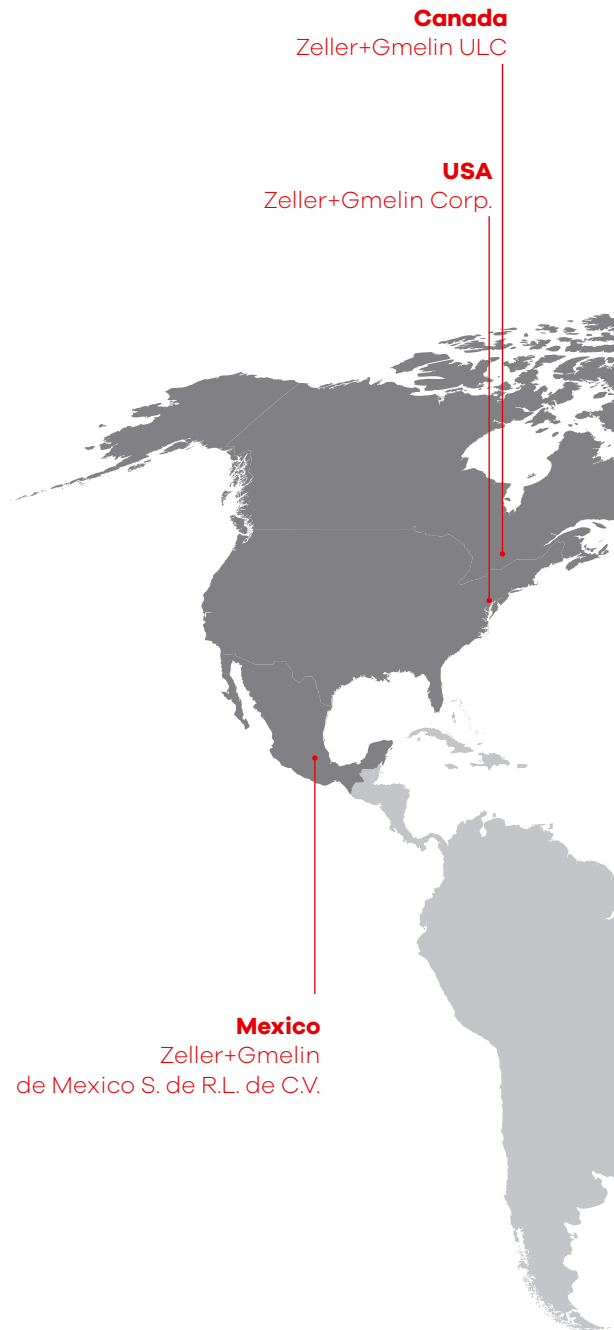 Canada
Zeller+Gmelin ULC
USA
Zeller+Gmelin Corp.
Mexico
Zeller+Gmelin
de Mexico S. de R.L. de C.V.